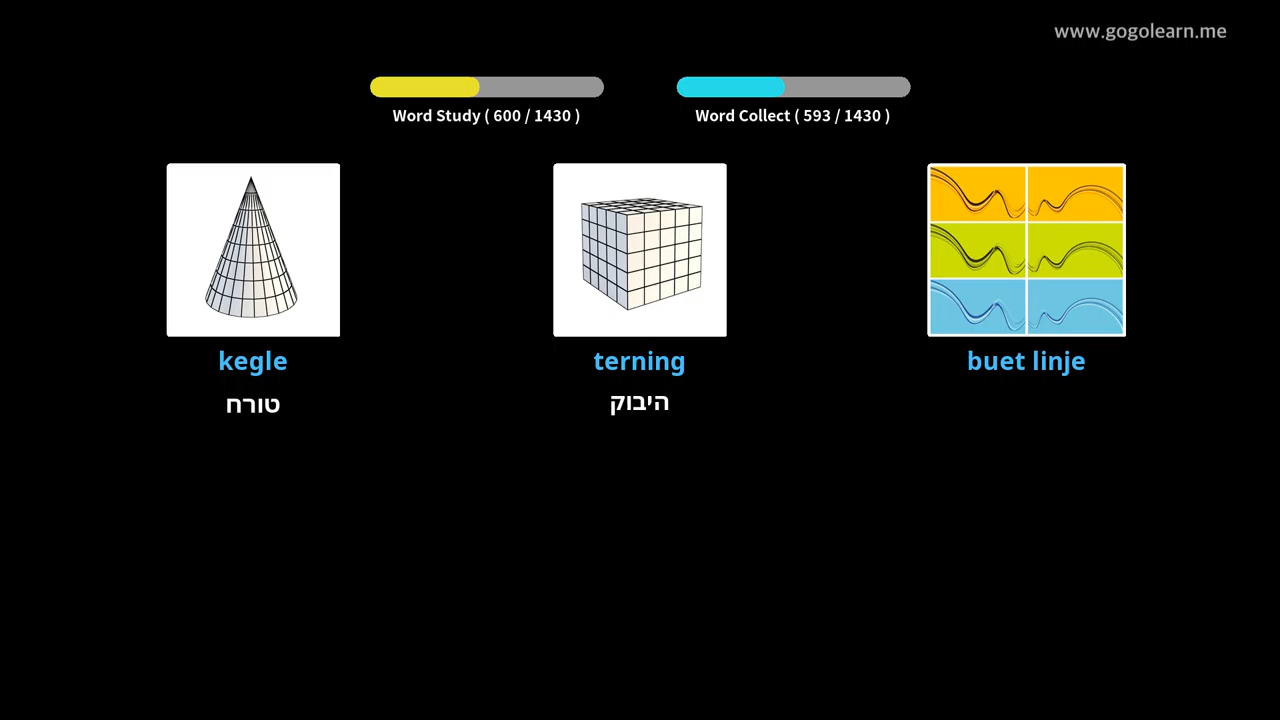 www.gogolearn.me
Word Study ( 600 / 1430 )
Word Collect ( 593 / 1430 )
kegle
terning
buet linje
טורח
היבוק